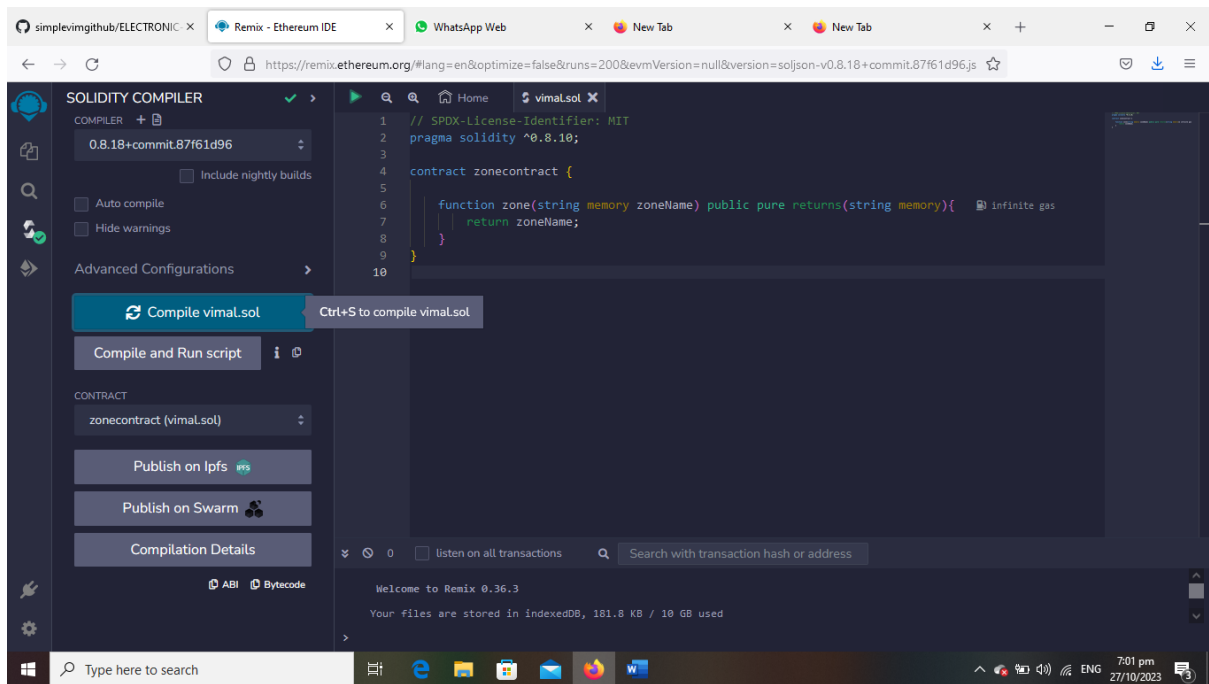 simplevimgithub/ELECTRONIC-
Remix - Ethereum IDE
WhatsApp Web
New Tab
New Tab
https://remix.ethereum.org/#lang=en&optimize=false&runs=200&evmVersion=null&version=soljson-v0.8.18+commit.87f61d96.js
SOLIDITY COMPILER
COMPILER
0.8.18+commit.87f61d96
Include nightly builds
Auto compile
Hide warnings
Advanced Configurations
Compile vimal.sol
Ctrl+S to compile vimal.sol
Compile and Run script
CONTRACT
zonecontract (vimal.sol)
Publish on Ipfs
IPFS
Publish on Swarm
Compilation Details
ABI
Bytecode
Home
vimal.sol
1 // SPDX-License-Identifier: MIT
2 pragma solidity ^0.8.10;
3
4 contract zonecontract {
5
6 function zone(string memory zoneName) public pure returns(string memory){ infinite gas
7 return zoneName;
8 }
9 }
10
0
listen on all transactions
Search with transaction hash or address
Welcome to Remix 0.36.3
Your files are stored in indexedDB, 181.8 KB / 10 GB used
>
Type here to search
ENG
7:01 pm
27/10/2023
3